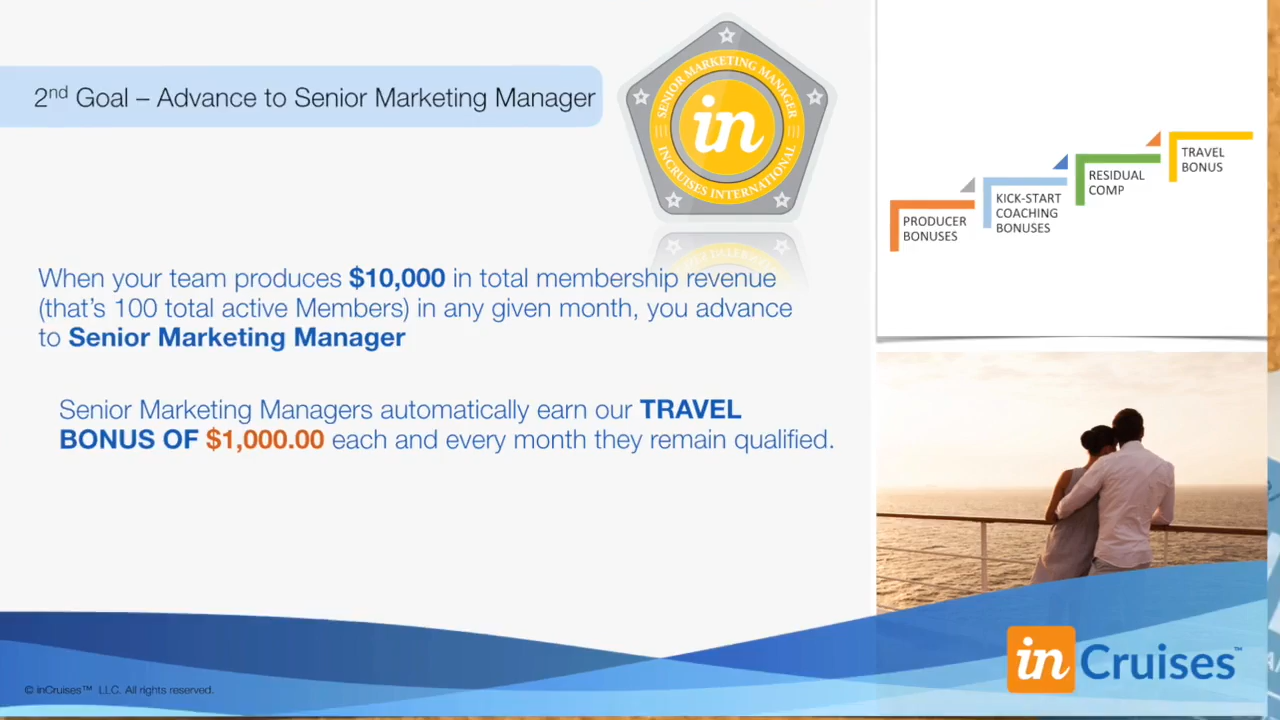 2nd Goal – Advance to Senior Marketing Manager
SENIOR MARKETING MANAGER
in
INCRUISES INTERNATIONAL
When your team produces $10,000 in total membership revenue
(that's 100 total active Members) in any given month, you advance
to Senior Marketing Manager
Senior Marketing Managers automatically earn our TRAVEL
BONUS OF $1,000.00 each and every month they remain qualified.
PRODUCER
BONUSES
KICK-START
COACHING
BONUSES
RESIDUAL
COMP
TRAVEL
BONUS
in Cruises™
© inCruises™ LLC. All rights reserved.